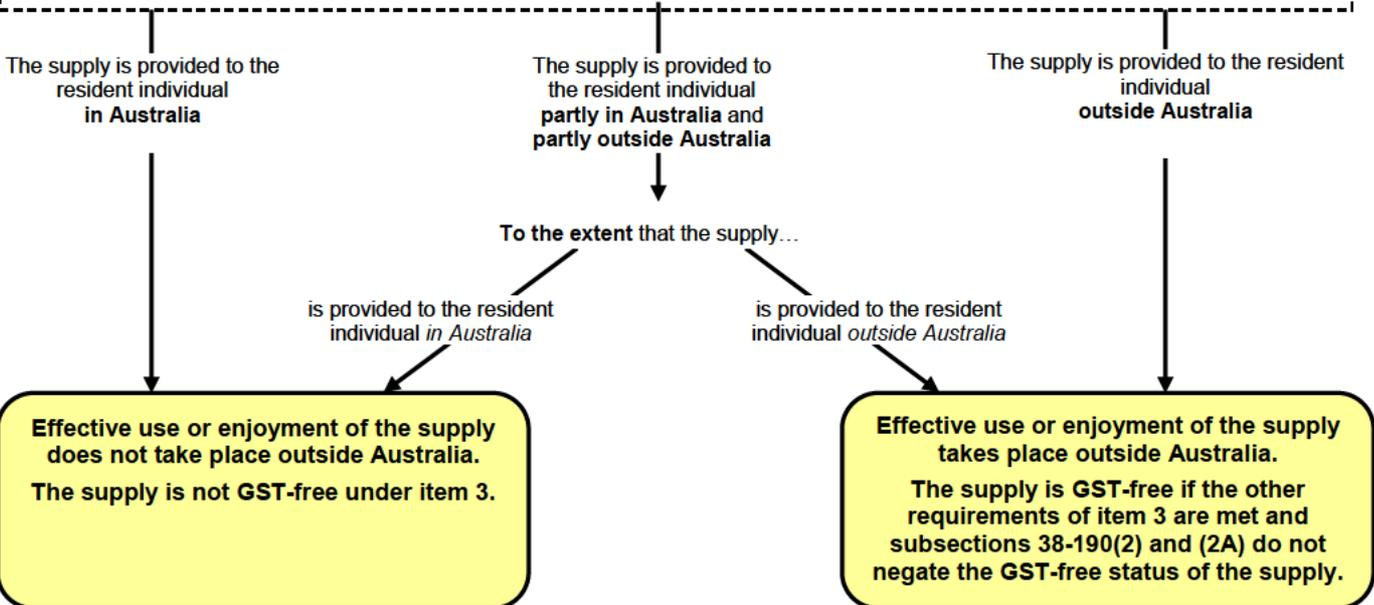 The supply is provided to the
resident individual
in Australia
The supply is provided to
the resident individual
partly in Australia and
partly outside Australia
The supply is provided to the resident
individual
outside Australia
To the extent that the supply…
is provided to the resident
individual in Australia
is provided to the resident
individual outside Australia
Effective use or enjoyment of the supply
does not take place outside Australia.
The supply is not GST-free under item 3.
Effective use or enjoyment of the supply
takes place outside Australia.
The supply is GST-free if the other
requirements of item 3 are met and
subsections 38-190(2) and (2A) do not
negate the GST-free status of the supply.